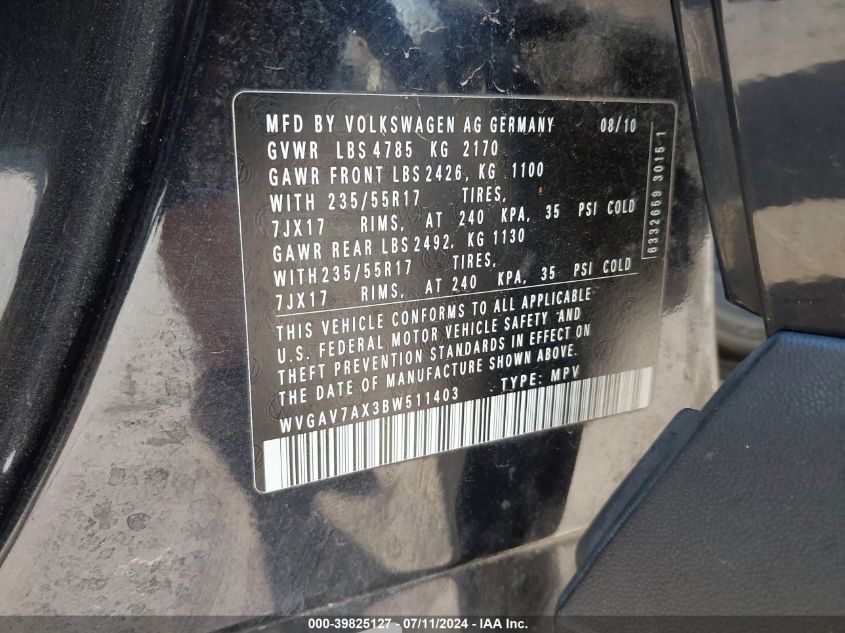 MFD BY VOLKSWAGEN AG GERMANY 08/10
GVWR LBS 4785 KG 2170
GAWR FRONT LBS 2426, KG 1100
WITH 235/55R17 TIRES,
7JX17 RIMS, AT 240 KPA, 35 PSI COLD
GAWR REAR LBS 2492, KG 1130
WITH235/55R17 TIRES,
7JX17 RIMS, AT 240 KPA, 35 PSI COLD
THIS VEHICLE CONFORMS TO ALL APPLICABLE
U.S. FEDERAL MOTOR VEHICLE SAFETY AND
THEFT PREVENTION STANDARDS IN EFFECT ON
THE DATE OF MANUFACTURE SHOWN ABOVE.
WVGAV7AX3BW511403 TYPE: MPV
6332669 3015 1
000-39825127 - 07/11/2024 - IAA, Inc.